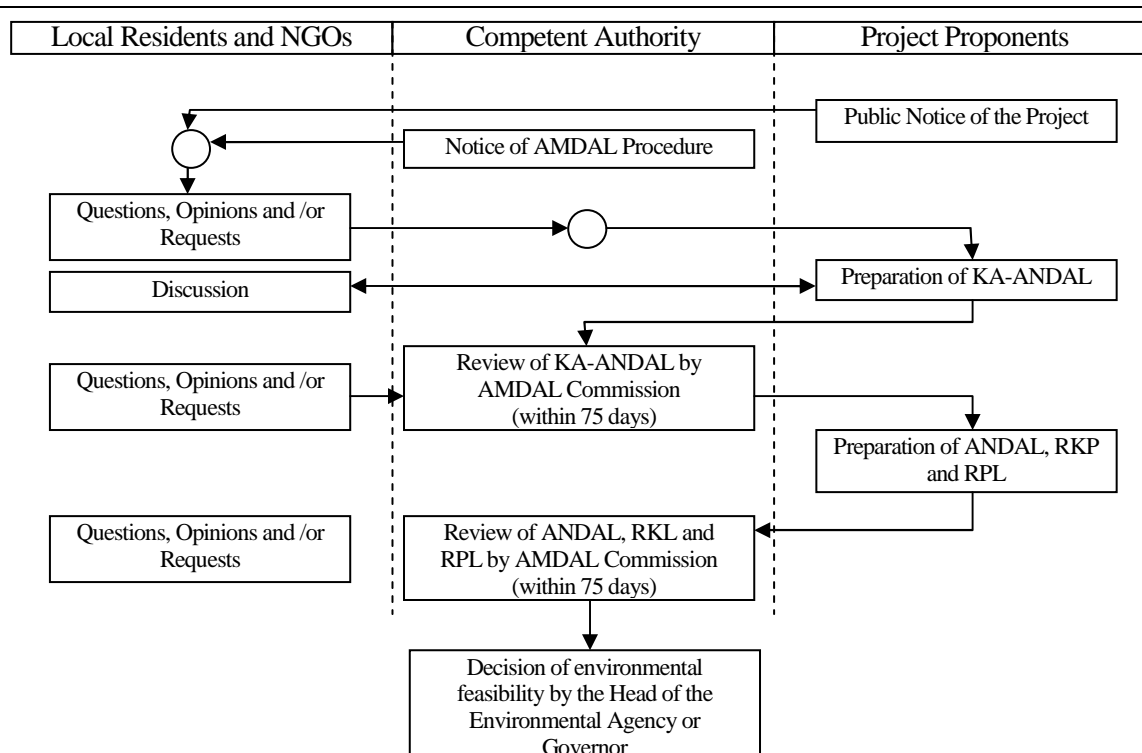 Local Residents and NGOs
Competent Authority
Project Proponents
Public Notice of the Project
Notice of AMDAL Procedure
Questions, Opinions and /or
Requests
Discussion
Preparation of KA-ANDAL
Questions, Opinions and /or
Requests
Review of KA-ANDAL by
AMDAL Commission
(within 75 days)
Preparation of ANDAL, RKP
and RPL
Questions, Opinions and /or
Requests
Review of ANDAL, RKL and
RPL by AMDAL Commission
(within 75 days)
Decision of environmental
feasibility by the Head of the
Environmental Agency or
Governor